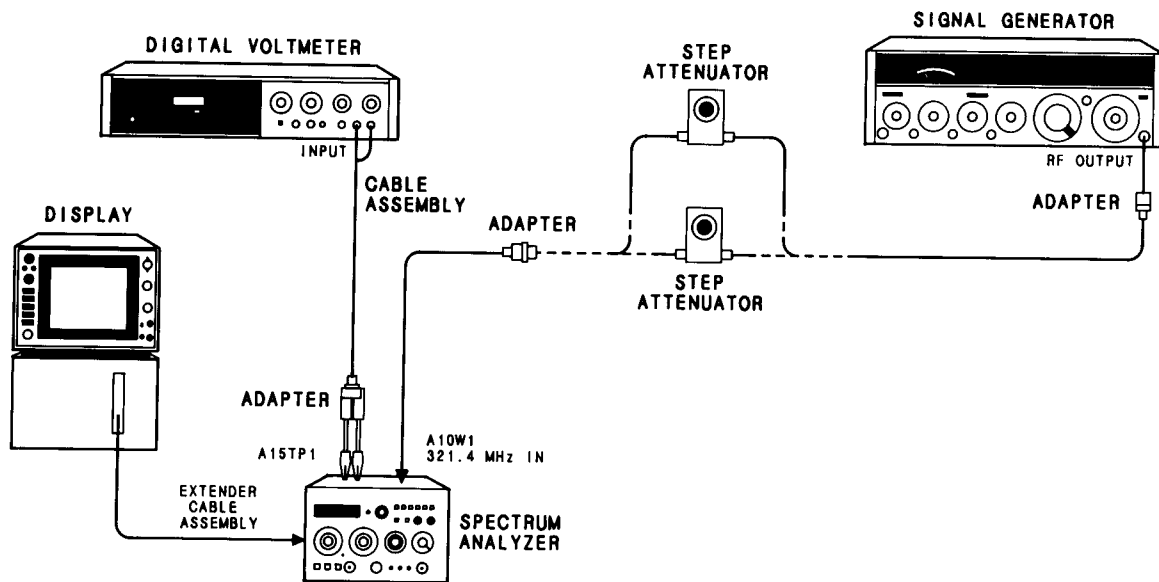 SIGNAL GENERATOR
DIGITAL VOLTMETER
STEP
ATTENUATOR
INPUT
RF OUTPUT
CABLE
ASSEMBLY
ADAPTER
DISPLAY
ADAPTER
STEP
ATTENUATOR
ADAPTER
A15TP1
A10W1
321.4 MHz IN
EXTENDER
CABLE
ASSEMBLY
SPECTRUM
ANALYZER